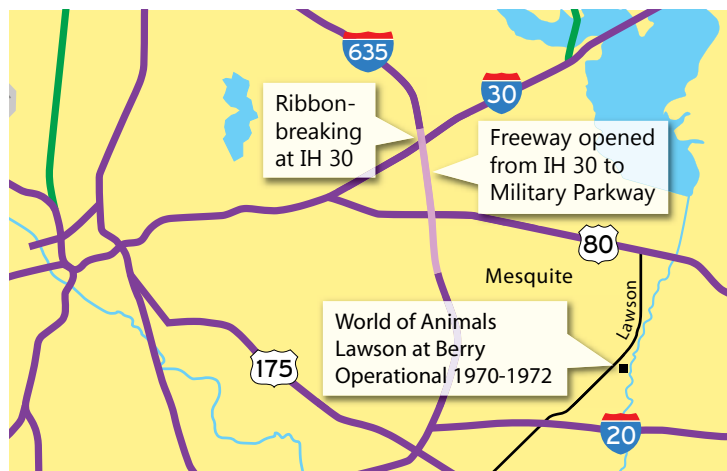 635
30
Ribbon-
breaking
at IH 30
Freeway opened
from IH 30 to
Military Parkway
80
Mesquite
Lawson
World of Animals
Lawson at Berry
Operational 1970-1972
175
20